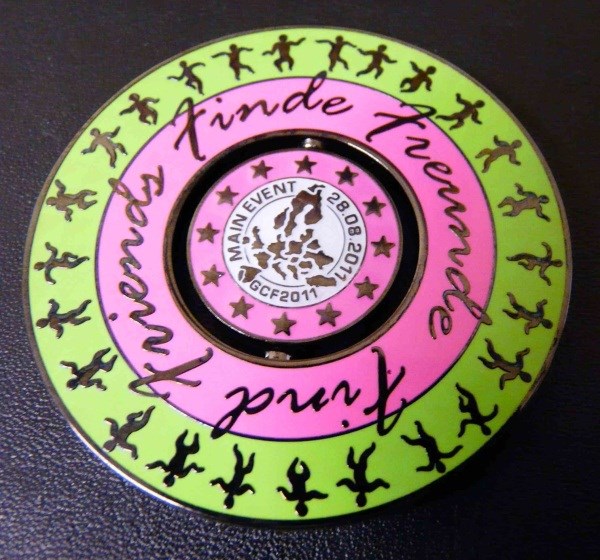 Finde Freunde
Find Friends
MAIN EVENT
28.08.2011
GCF2011